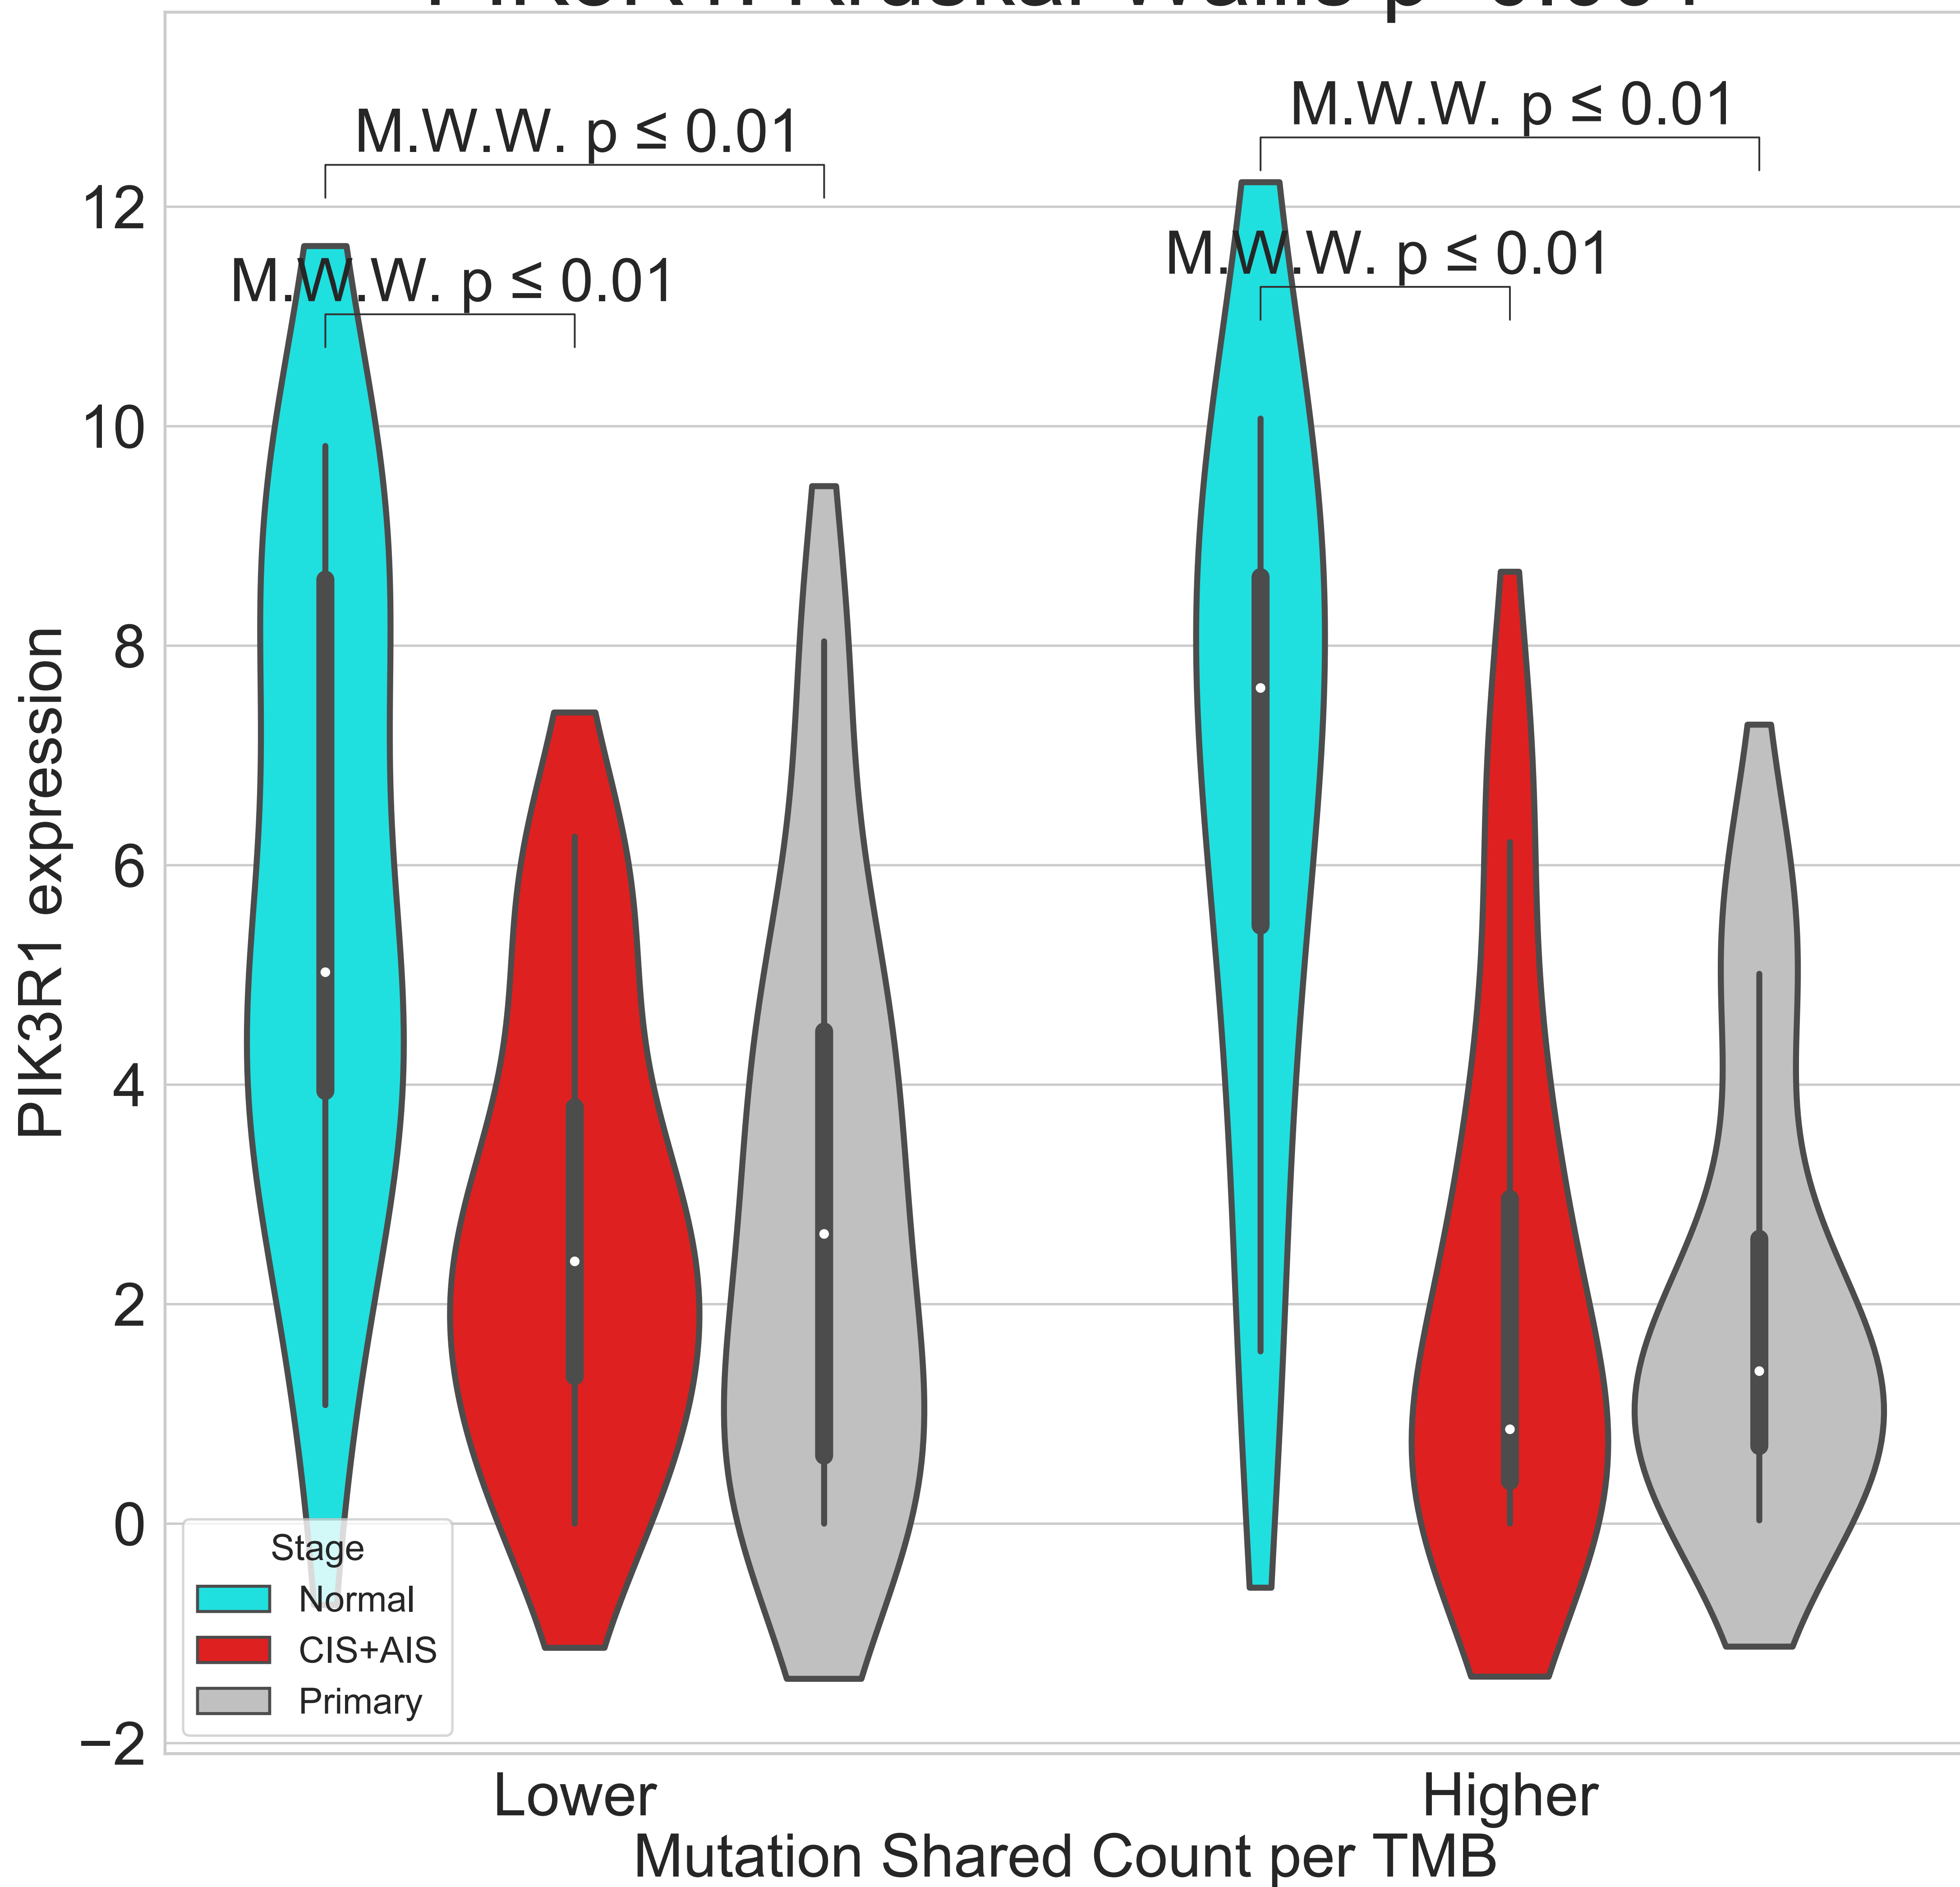 M.W.W. p ≤ 0.01
M.W.W. p ≤ 0.01
M.W.W. p ≤ 0.01
M.W.W. p ≤ 0.01
12
10
8
6
4
2
0
−2
PIK3R1 expression
Stage
Normal
CIS+AIS
Primary
Lower
Higher
Mutation Shared Count per TMB